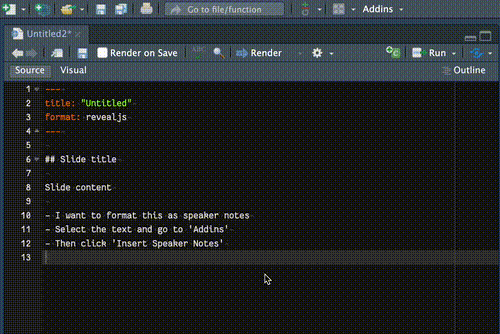 Go to file/function
Addins
Untitled2*
Render on Save
Render
Run
Source
Visual
Outline
1 ---
2 title: "Untitled"
3 format: revealjs
4 ---
5
6 ## Slide title
7
8 Slide content
9
10 - I want to format this as speaker notes
11 - Select the text and go to 'Addins'
12 - Then click 'Insert Speaker Notes'
13